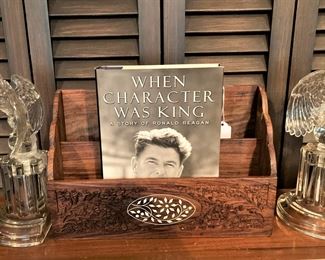 WHEN
CHARACTER
WAS KING
A STORY OF RONALD REAGAN